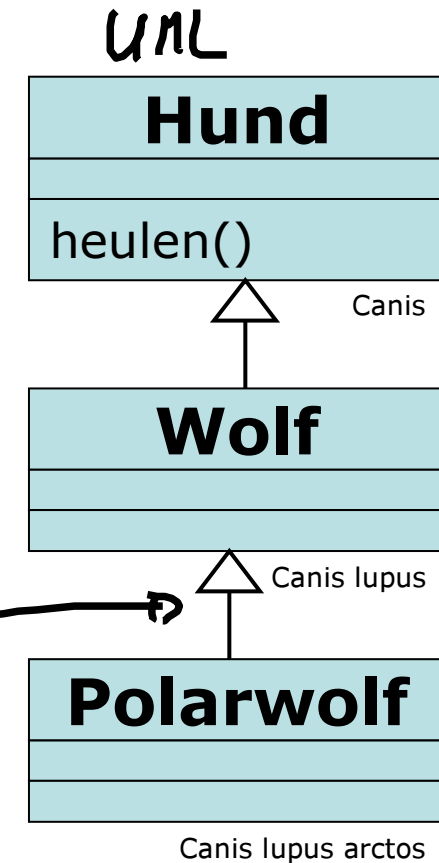 UML
Hund
heulen()
Canis
Wolf
Canis lupus
Polarwolf
Canis lupus arctos